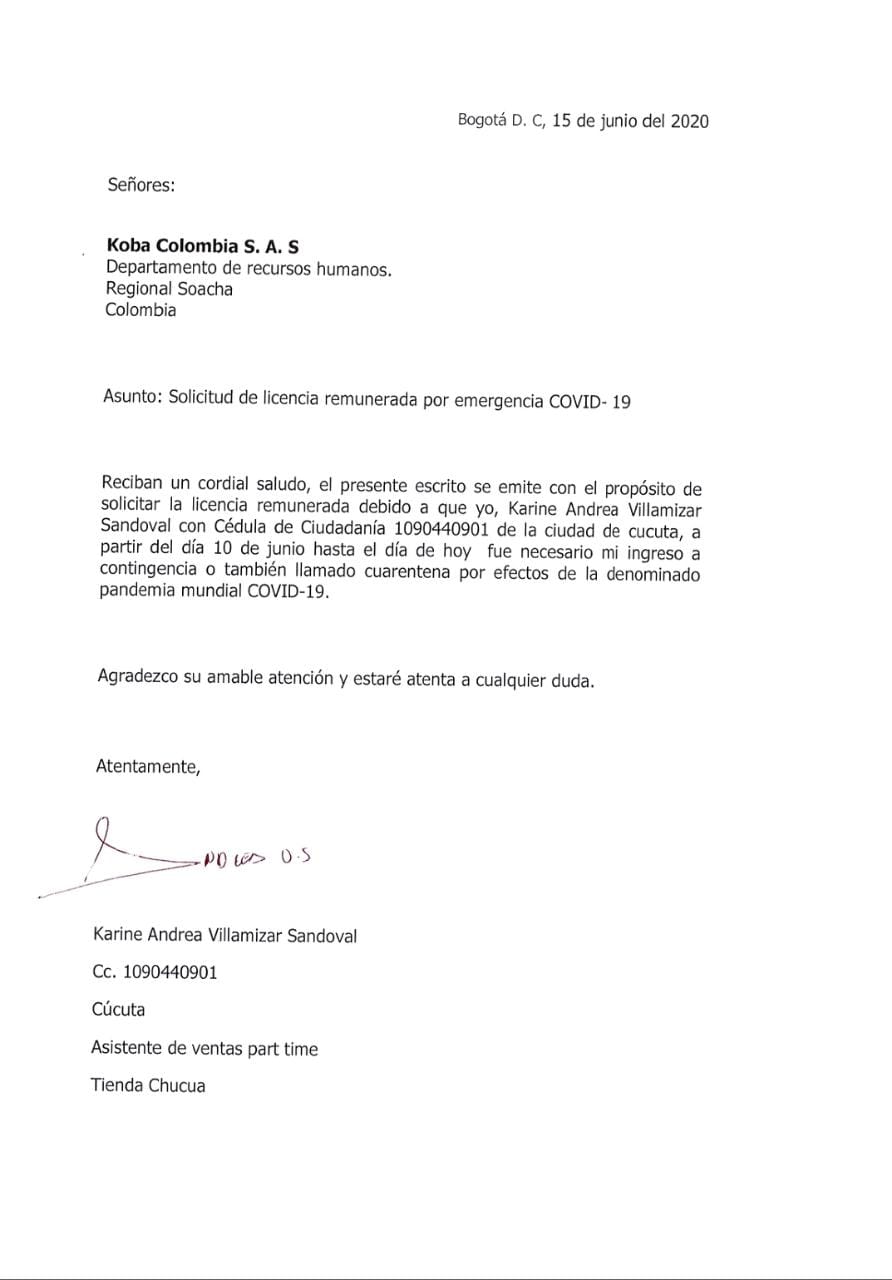 Bogotá D. C, 15 de junio del 2020
Señores:
Koba Colombia S. A. S
Departamento de recursos humanos.
Regional Soacha
Colombia
Asunto: Solicitud de licencia remunerada por emergencia COVID- 19
Reciban un cordial saludo, el presente escrito se emite con el propósito de
solicitar la licencia remunerada debido a que yo, Karine Andrea Villamizar
Sandoval con Cédula de Ciudadanía 1090440901 de la ciudad de cucuta, a
partir del día 10 de junio hasta el día de hoy fue necesario mi ingreso a
contingencia o también llamado cuarentena por efectos de la denominado
pandemia mundial COVID-19.
Agradezco su amable atención y estaré atenta a cualquier duda.
Atentamente,
Karine Andrea Villamizar Sandoval
Cc. 1090440901
Cúcuta
Asistente de ventas part time
Tienda Chucua